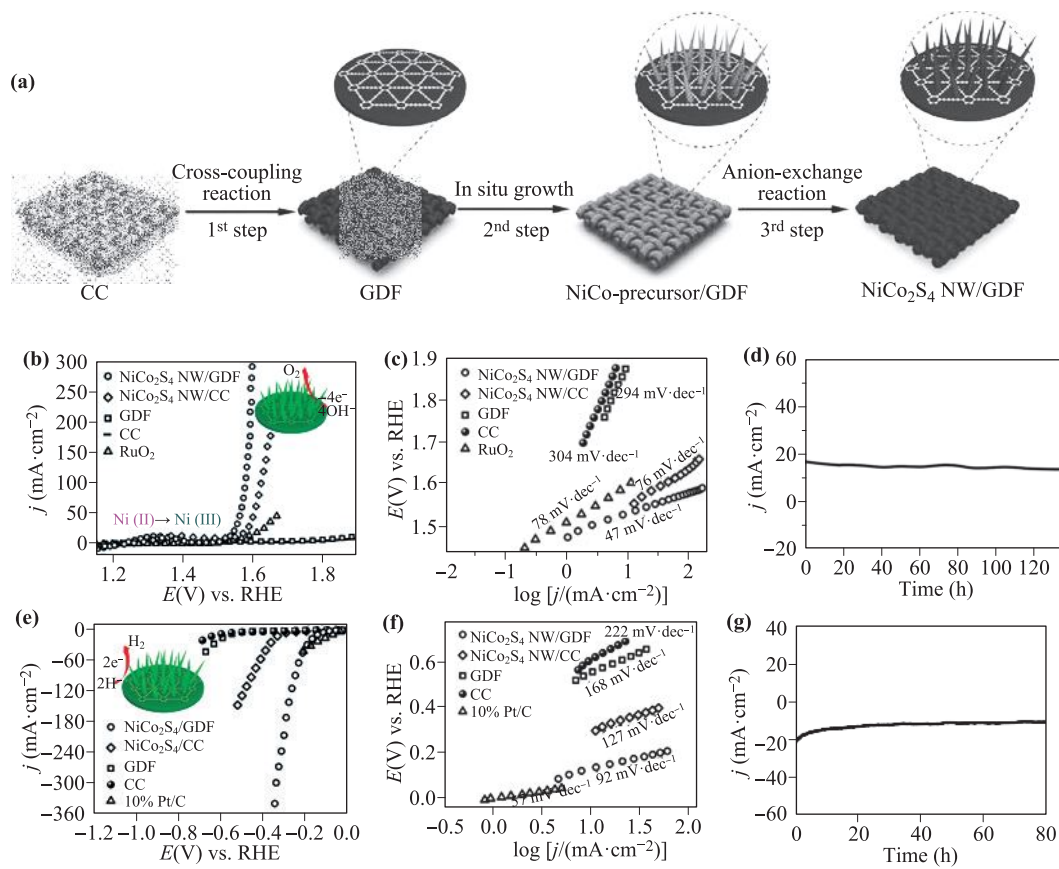 (a)
Cross-coupling
reaction
1st step
In situ growth
2nd step
Anion-exchange
reaction
3rd step
CC
GDF
NiCo-precursor/GDF
NiCo2S4 NW/GDF
(b)
300
250
200
150
100
50
0
j (mA·cm−2)
NiCo2S4 NW/GDF
NiCo2S4 NW/CC
GDF
CC
RuO2
O2
4e−
4OH−
Ni (II)→ Ni (III)
1.2 1.4 1.6 1.8
E(V) vs. RHE
(c)
1.9
1.8
1.7
1.6
1.5
E(V) vs. RHE
NiCo2S4 NW/GDF
NiCo2S4 NW/CC
GDF
CC
RuO2
294 mV·dec−1
304 mV·dec−1
78 mV·dec−1
76 mV·dec−1
47 mV·dec−1
−2 −1 0 1 2
log [j/(mA·cm−2)]
(d)
60
40
20
0
−20
j (mA·cm−2)
0 20 40 60 80 100 120
Time (h)
(e)
0
−60
−120
−180
−240
−300
−360
j (mA·cm−2)
H2
2e−
2H−
NiCo2S4/GDF
NiCo2S4/CC
GDF
CC
10% Pt/C
−1.2 −1.0 −0.8 −0.6 −0.4 −0.2 0.0
E(V) vs. RHE
(f)
0.6
0.4
0.2
0.0
E(V) vs. RHE
NiCo2S4 NW/GDF
NiCo2S4 NW/CC
GDF
CC
10% Pt/C
222 mV·dec−1
168 mV·dec−1
127 mV·dec−1
92 mV·dec−1
57 mV·dec−1
−0.5 0.0 0.5 1.0 1.5 2.0
log [j/(mA·cm−2)]
(g)
40
20
0
−20
−40
−60
j (mA·cm−2)
0 20 40 60 80
Time (h)